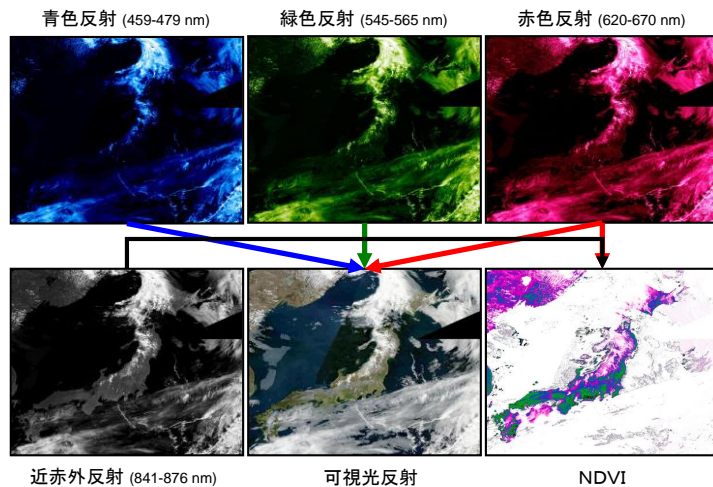 青色反射 (459-479 nm)
緑色反射 (545-565 nm)
赤色反射 (620-670 nm)
近赤外反射 (841-876 nm)
可視光反射
NDVI